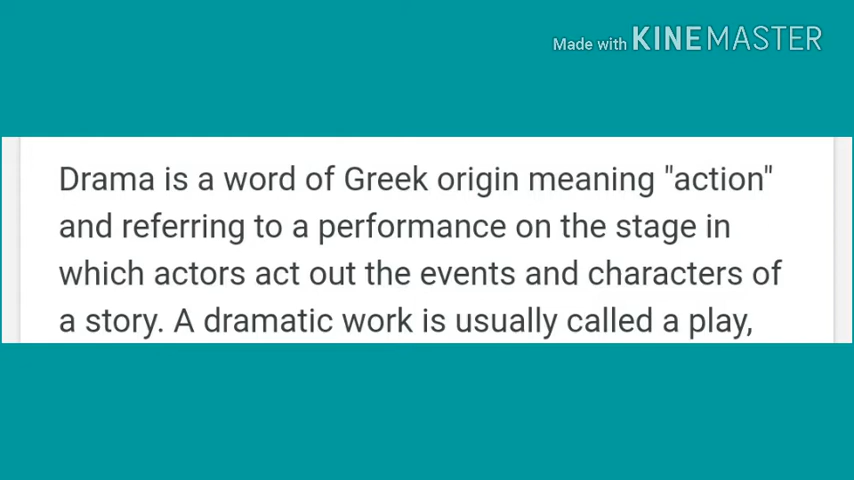 Made with KINEMASTER
Drama is a word of Greek origin meaning "action"
and referring to a performance on the stage in
which actors act out the events and characters of
a story. A dramatic work is usually called a play,